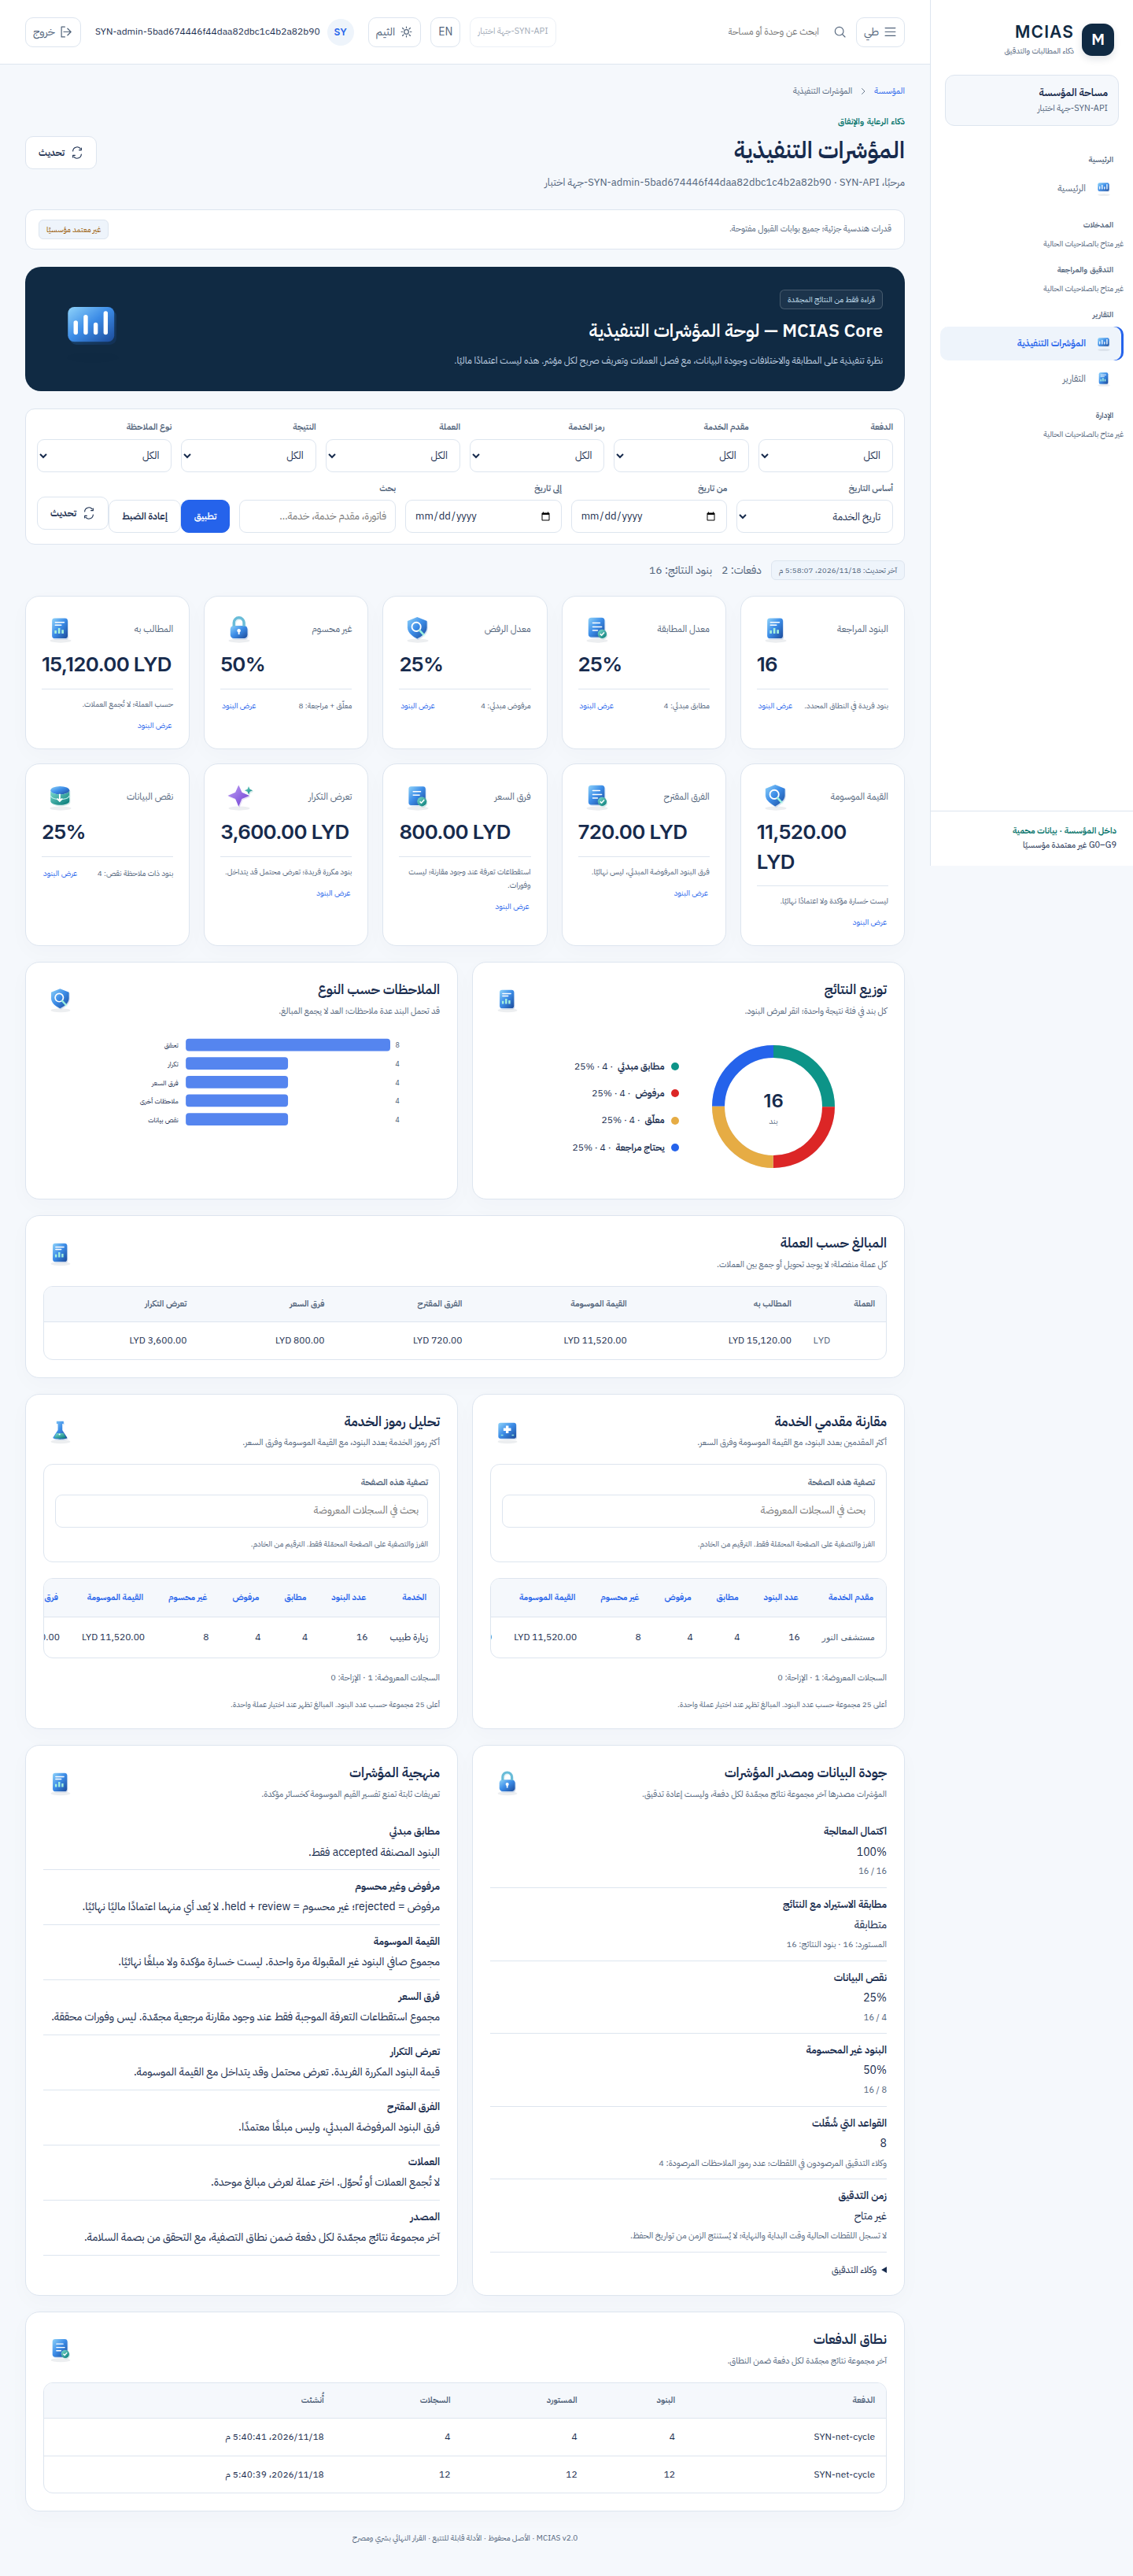 MCIAS
ذكاء المطالبات والتدقيق
مساحة المؤسسة
SYN-API-جهة اختبار
الرئيسية
الرئيسية
المدخلات
غير متاح بالصلاحيات الحالية
التدقيق والمراجعة
غير متاح بالصلاحيات الحالية
التقارير
المؤشرات التنفيذية
التقارير
الإدارة
غير متاح بالصلاحيات الحالية
داخل المؤسسة · بيانات محمية
G0–G9 غير معتمدة مؤسسيًا
طي
ابحث عن وحدة أو مساحة
SYN-API-جهة اختبار
EN
الثيم
SY
SYN-admin-5bad674446f44daa82dbc1c4b2a82b90
خروج
المؤسسة
المؤشرات التنفيذية
ذكاء الرعاية والإنفاق
المؤشرات التنفيذية
مرحبًا، SYN-admin-5bad674446f44daa82dbc1c4b2a82b90 · SYN-API-جهة اختبار
تحديث
قدرات هندسية جزئية؛ جميع بوابات القبول مفتوحة.
غير معتمد مؤسسيًا
قراءة فقط من النتائج المجمّدة
MCIAS Core — لوحة المؤشرات التنفيذية
نظرة تنفيذية على المطابقة والاختلافات وجودة البيانات، مع فصل العملات وتعريف صريح لكل مؤشر. هذه ليست اعتمادًا ماليًا.
الدفعة
مقدم الخدمة
رمز الخدمة
العملة
النتيجة
نوع الملاحظة
الكل
الكل
الكل
الكل
الكل
الكل
أساس التاريخ
من تاريخ
إلى تاريخ
بحث
تاريخ الخدمة
mm/dd/yyyy
mm/dd/yyyy
فاتورة، مقدم خدمة، خدمة...
تطبيق
إعادة الضبط
تحديث
آخر تحديث: 2026/11/18، 5:58:07 م
دفعات: 2
بنود النتائج: 16
البنود المراجعة
16
بنود فريدة في النطاق المحدد.
عرض البنود
معدل المطابقة
25%
مطابق مبدئي: 4
عرض البنود
معدل الرفض
25%
مرفوض مبدئي: 4
عرض البنود
غير محسوم
50%
معلّق + مراجعة: 8
عرض البنود
المطالب به
15,120.00 LYD
حسب العملة؛ لا تُجمع العملات.
عرض البنود
القيمة الموسومة
11,520.00 LYD
ليست خسارة مؤكدة ولا اعتمادًا نهائيًا.
عرض البنود
الفرق المقترح
720.00 LYD
فرق البنود المرفوضة المبدئي، ليس نهائيًا.
عرض البنود
فرق السعر
800.00 LYD
استقطاعات تعرفة عند وجود مقارنة؛ ليست وفورات.
عرض البنود
تعرض التكرار
3,600.00 LYD
بنود مكررة فريدة؛ تعرض محتمل قد يتداخل.
عرض البنود
نقص البيانات
25%
بنود ذات ملاحظة نقص: 4
عرض البنود
توزيع النتائج
كل بند في فئة نتيجة واحدة؛ انقر لعرض البنود.
16
بند
مطابق مبدئي · 4 · 25%
مرفوض · 4 · 25%
معلّق · 4 · 25%
يحتاج مراجعة · 4 · 25%
الملاحظات حسب النوع
قد تحمل البند عدة ملاحظات؛ العد لا يجمع المبالغ.
تحقق 8
تكرار 4
فرق السعر 4
ملاحظات أخرى 4
نقص بيانات 4
المبالغ حسب العملة
كل عملة منفصلة؛ لا يوجد تحويل أو جمع بين العملات.
العملة المطالب به القيمة الموسومة الفرق المقترح فرق السعر تعرض التكرار
LYD LYD 15,120.00 LYD 11,520.00 LYD 720.00 LYD 800.00 LYD 3,600.00
مقارنة مقدمي الخدمة
أكثر المقدمين بعدد البنود، مع القيمة الموسومة وفرق السعر.
تصفية هذه الصفحة
بحث في السجلات المعروضة
الفرز والتصفية على الصفحة المحمّلة فقط. الترقيم من الخادم.
مقدم الخدمة عدد البنود مطابق مرفوض غير محسوم القيمة الموسومة
مستشفى النور 16 4 4 8 LYD 11,520.00
السجلات المعروضة: 1 · الإزاحة: 0
أعلى 25 مجموعة حسب عدد البنود. المبالغ تظهر عند اختيار عملة واحدة.
تحليل رموز الخدمة
أكثر رموز الخدمة بعدد البنود، مع القيمة الموسومة وفرق السعر.
تصفية هذه الصفحة
بحث في السجلات المعروضة
الفرز والتصفية على الصفحة المحمّلة فقط. الترقيم من الخادم.
الخدمة عدد البنود مطابق مرفوض غير محسوم القيمة الموسومة فرق
زيارة طبيب 16 4 4 8 LYD 11,520.00
السجلات المعروضة: 1 · الإزاحة: 0
أعلى 25 مجموعة حسب عدد البنود. المبالغ تظهر عند اختيار عملة واحدة.
جودة البيانات ومصدر المؤشرات
المؤشرات مصدرها آخر مجموعة نتائج مجمّدة لكل دفعة، وليست إعادة تدقيق.
اكتمال المعالجة
100%
16 / 16
مطابقة الاستيراد مع النتائج
متطابقة
المستورد: 16 · بنود النتائج: 16
نقص البيانات
25%
16 / 4
البنود غير المحسومة
50%
16 / 8
القواعد التي شُغّلت
8
وكلاء التدقيق المرصودون في اللقطات؛ عدد رموز الملاحظات المرصودة: 4
زمن التدقيق
غير متاح
لا تسجل اللقطات الحالية وقت البداية والنهاية؛ لا يُستنتج الزمن من تواريخ الحفظ.
وكلاء التدقيق
منهجية المؤشرات
تعريفات ثابتة تمنع تفسير القيم الموسومة كخسائر مؤكدة.
مطابق مبدئي
البنود المصنفة accepted فقط.
مرفوض وغير محسوم
مرفوض = rejected؛ غير محسوم = held + review. لا يُعد أي منهما اعتمادًا ماليًا نهائيًا.
القيمة الموسومة
مجموع صافي البنود غير المقبولة مرة واحدة. ليست خسارة مؤكدة ولا مبلغًا نهائيًا.
فرق السعر
مجموع استقطاعات التعرفة الموجبة فقط عند وجود مقارنة مرجعية مجمّدة. ليس وفورات محققة.
تعرض التكرار
قيمة البنود المكررة الفريدة. تعرض محتمل وقد يتداخل مع القيمة الموسومة.
الفرق المقترح
فرق البنود المرفوضة المبدئي، وليس مبلغًا معتمدًا.
العملات
لا تُجمع العملات أو تُحوّل. اختر عملة لعرض مبالغ موحدة.
المصدر
آخر مجموعة نتائج مجمّدة لكل دفعة ضمن نطاق التصفية، مع التحقق من بصمة السلامة.
نطاق الدفعات
آخر مجموعة نتائج مجمّدة لكل دفعة ضمن النطاق.
الدفعة البنود المستورد السجلات أُنشئت
SYN-net-cycle 4 4 4 2026/11/18، 5:40:41 م
SYN-net-cycle 12 12 12 2026/11/18، 5:40:39 م
MCIAS v2.0 · الأصل محفوظ · الأدلة قابلة للتتبع · القرار النهائي بشري ومصرح